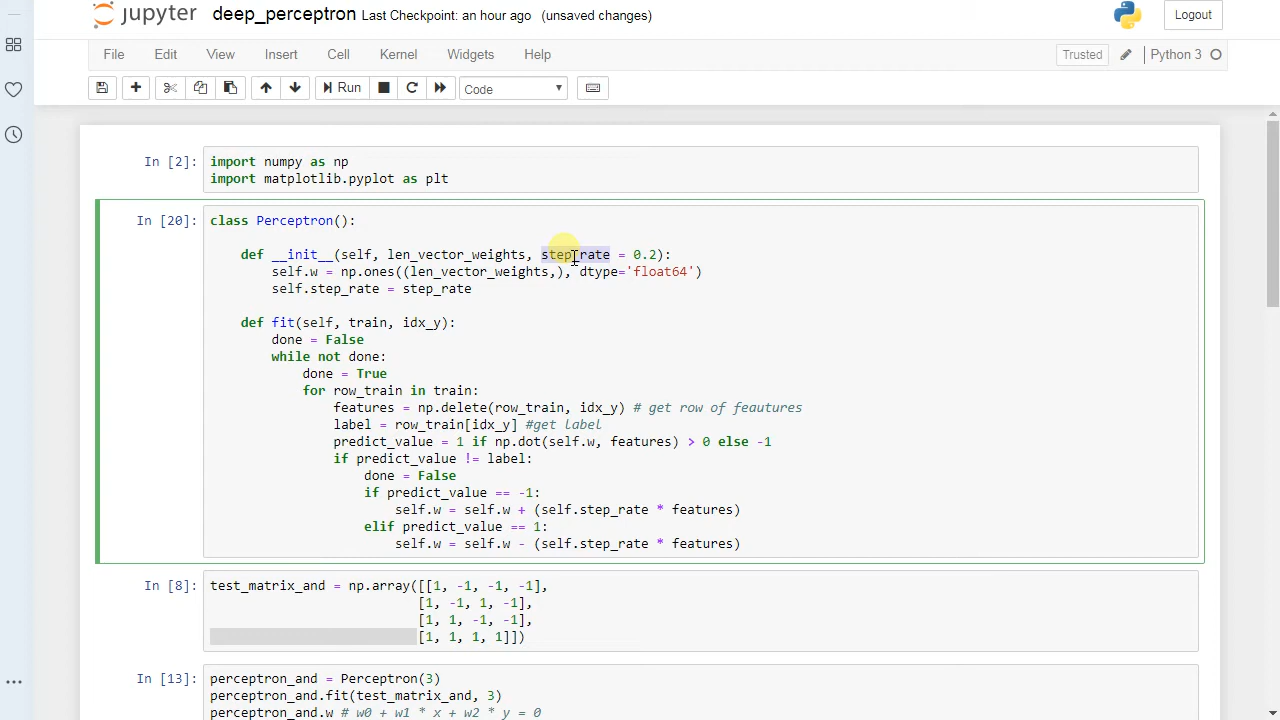 jupyter deep_perceptron Last Checkpoint: an hour ago (unsaved changes) Logout
File Edit View Insert Cell Kernel Widgets Help Trusted Python 3
Run Code
In [2]: import numpy as np
import matplotlib.pyplot as plt
In [20]: class Perceptron():
def __init__(self, len_vector_weights, step_rate = 0.2):
self.w = np.ones((len_vector_weights,), dtype='float64')
self.step_rate = step_rate
def fit(self, train, idx_y):
done = False
while not done:
done = True
for row_train in train:
features = np.delete(row_train, idx_y) # get row of feautures
label = row_train[idx_y] #get label
predict_value = 1 if np.dot(self.w, features) > 0 else -1
if predict_value != label:
done = False
if predict_value == -1:
self.w = self.w + (self.step_rate * features)
elif predict_value == 1:
self.w = self.w - (self.step_rate * features)
In [8]: test_matrix_and = np.array([[1, -1, -1, -1],
[1, -1, 1, -1],
[1, 1, -1, -1],
[1, 1, 1, 1]])
In [13]: perceptron_and = Perceptron(3)
perceptron_and.fit(test_matrix_and, 3)
perceptron_and.w # w0 + w1 * x + w2 * y = 0